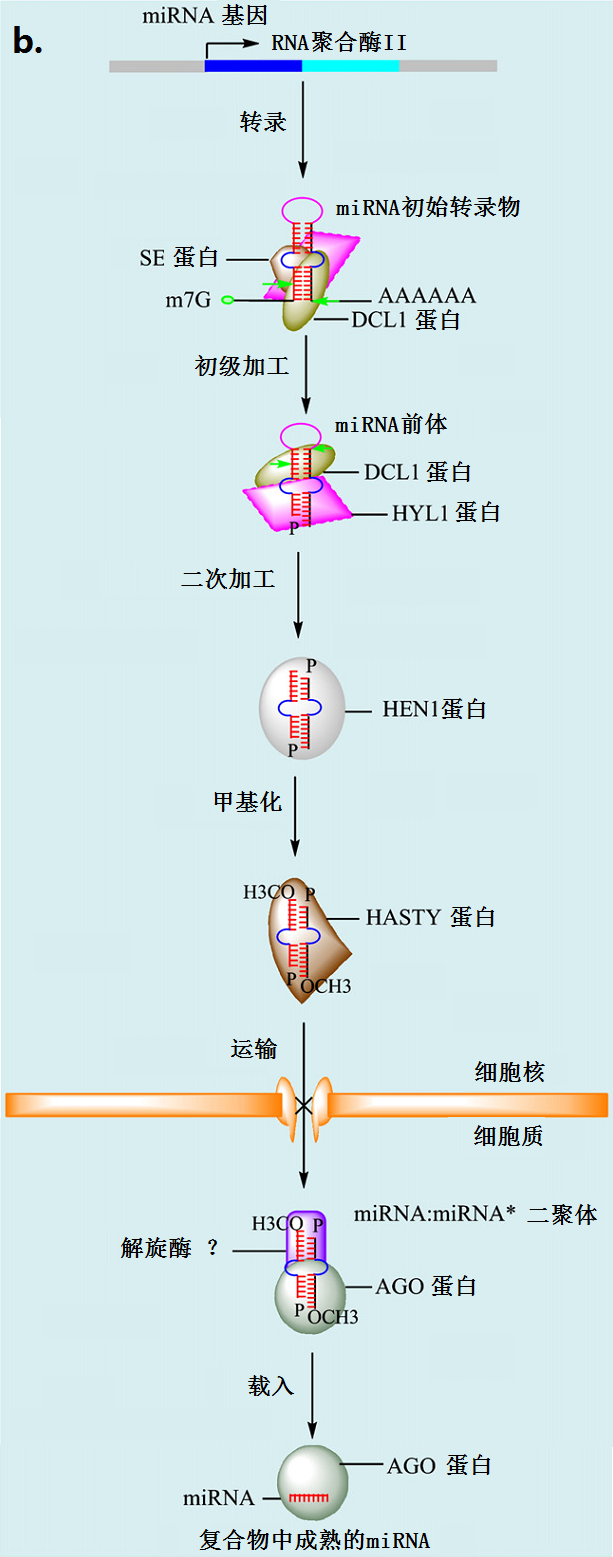 miRNA 基因
b.
RNA聚合酶II
转录
miRNA初始转录物
SE 蛋白
m7G
AAAAAA
DCL1 蛋白
初级加工
miRNA前体
DCL1 蛋白
HYL1 蛋白
P
二次加工
P
HEN1蛋白
P
甲基化
H3CO P
HASTY 蛋白
P OCH3
运输
细胞核
细胞质
miRNA:miRNA* 二聚体
H3CO P
解旋酶 ?
AGO 蛋白
P OCH3
载入
AGO 蛋白
miRNA
复合物中成熟的miRNA